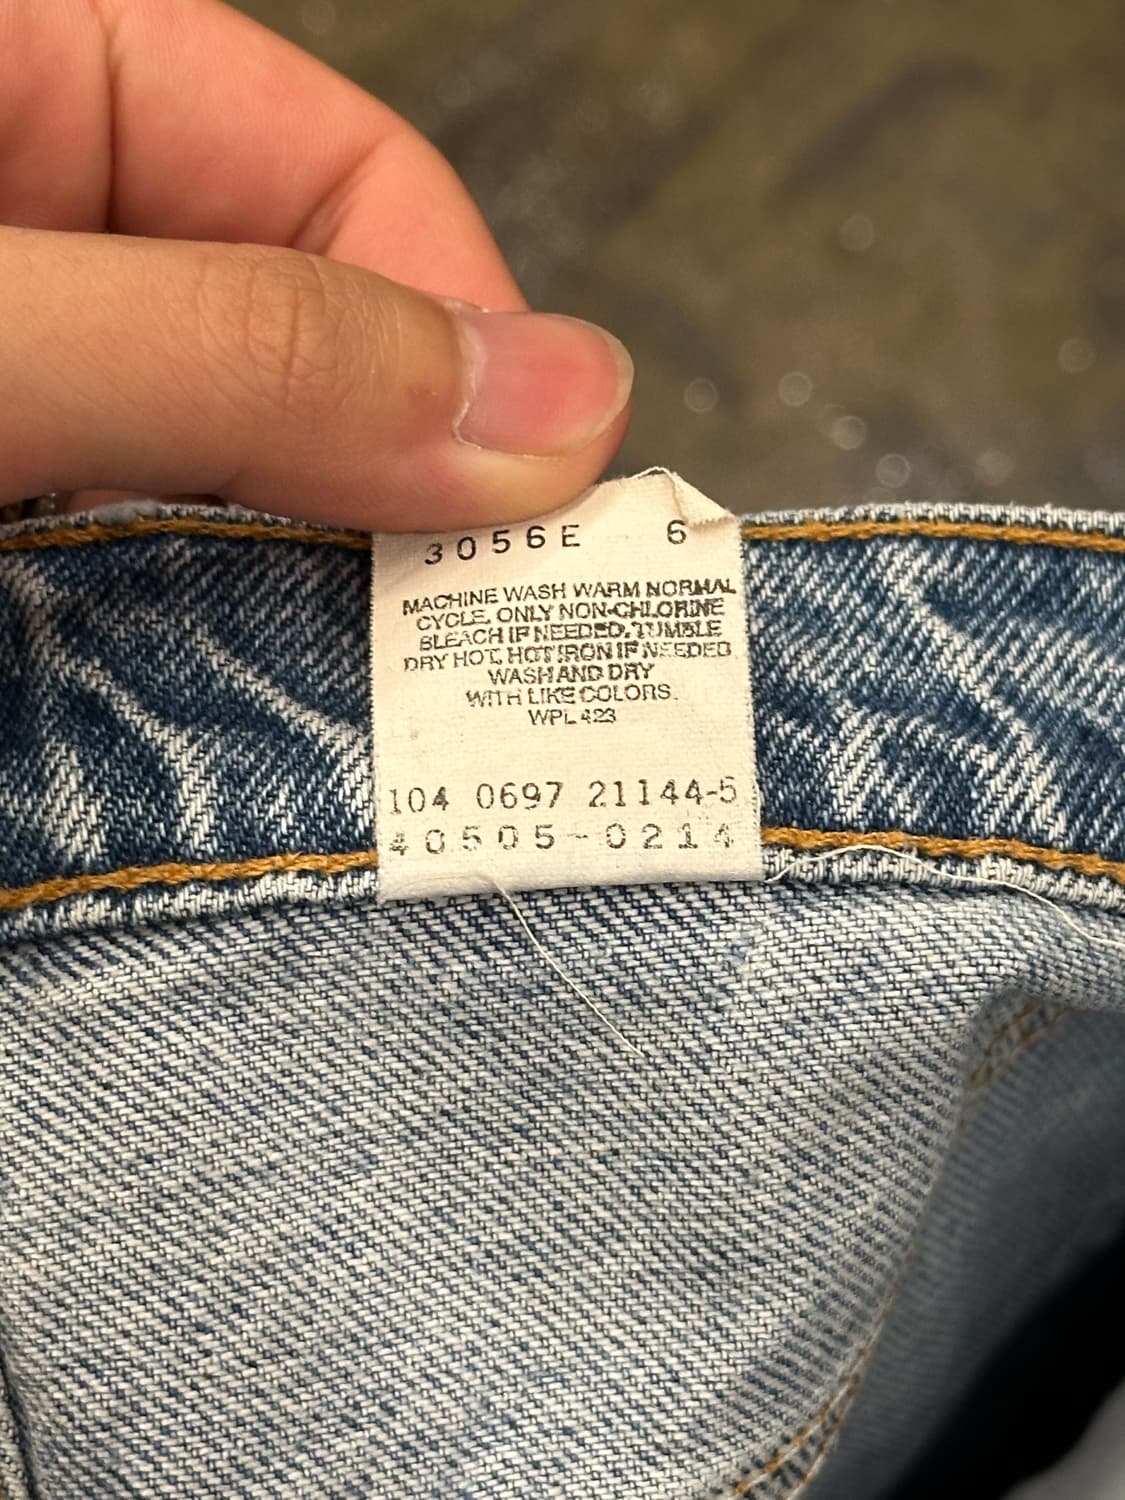 3056E 6
MACHINE WASH WARM NORMAL
CYCLE. ONLY NON-CHLORINE
BLEACH IF NEEDED. TUMBLE
DRY HOT. HOT IRON IF NEEDED
WASH AND DRY
WITH LIKE COLORS.
WPL 423
104 0697 21144-5
40505-0214